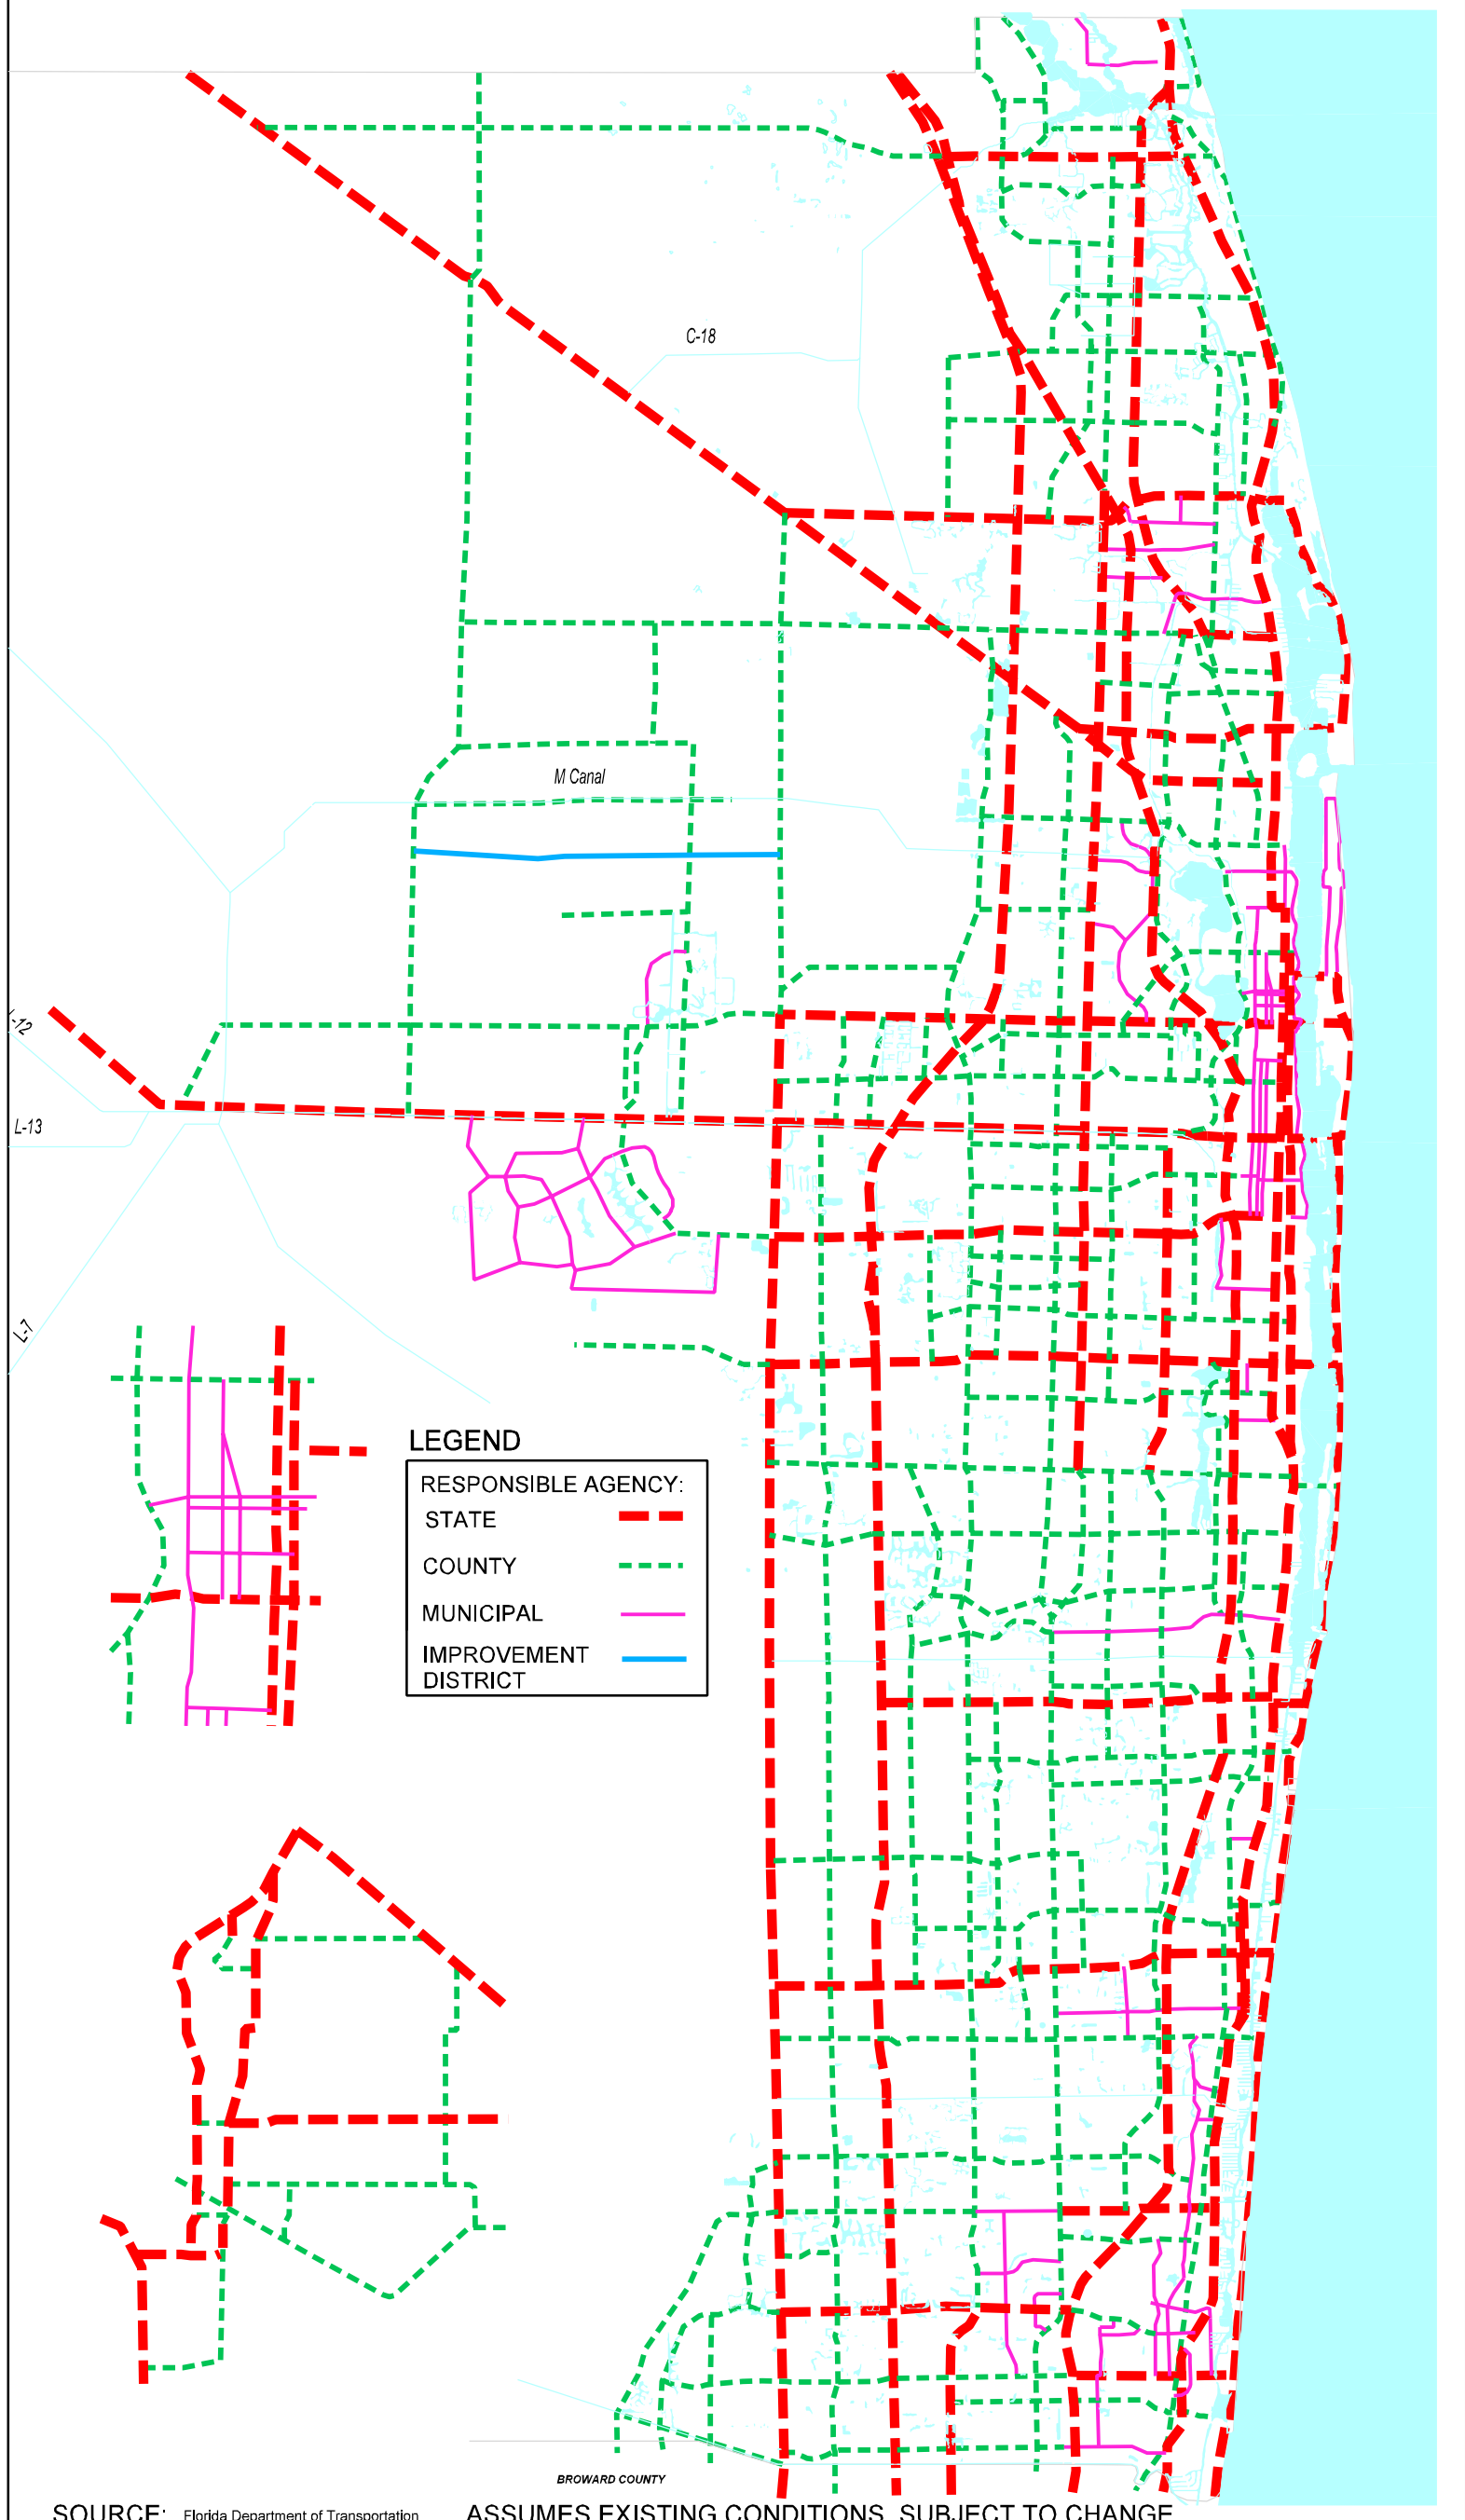 C-18
M Canal
L-12
L-13
L-7
LEGEND
RESPONSIBLE AGENCY:
STATE
COUNTY
MUNICIPAL
IMPROVEMENT
DISTRICT
BROWARD COUNTY
SOURCE: Florida Department of Transportation
ASSUMES EXISTING CONDITIONS, SUBJECT TO CHANGE